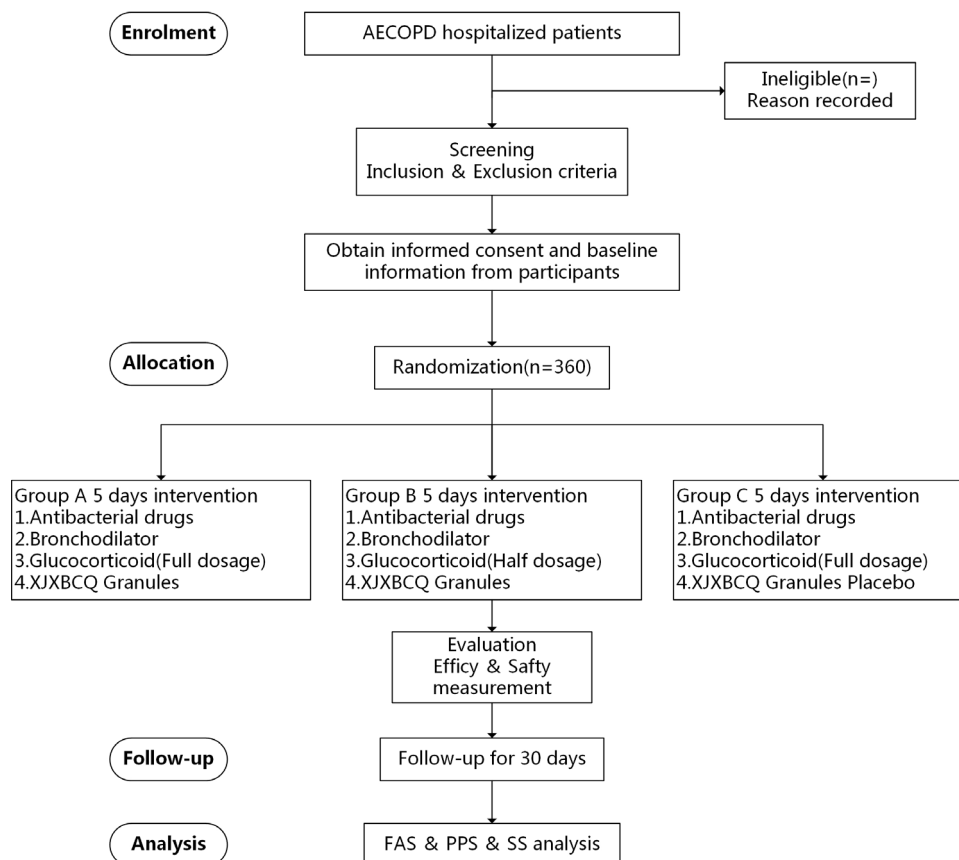 Enrolment
AECOPD hospitalized patients
Ineligible(n=)
Reason recorded
Screening
Inclusion & Exclusion criteria
Obtain informed consent and baseline
information from participants
Allocation
Randomization(n=360)
Group A 5 days intervention
1.Antibacterial drugs
2.Bronchodilator
3.Glucocorticoid(Full dosage)
4.XJXBCQ Granules
Group B 5 days intervention
1.Antibacterial drugs
2.Bronchodilator
3.Glucocorticoid(Half dosage)
4.XJXBCQ Granules
Group C 5 days intervention
1.Antibacterial drugs
2.Bronchodilator
3.Glucocorticoid(Full dosage)
4.XJXBCQ Granules Placebo
Evaluation
Efficy & Safty
measurement
Follow-up
Follow-up for 30 days
Analysis
FAS & PPS & SS analysis